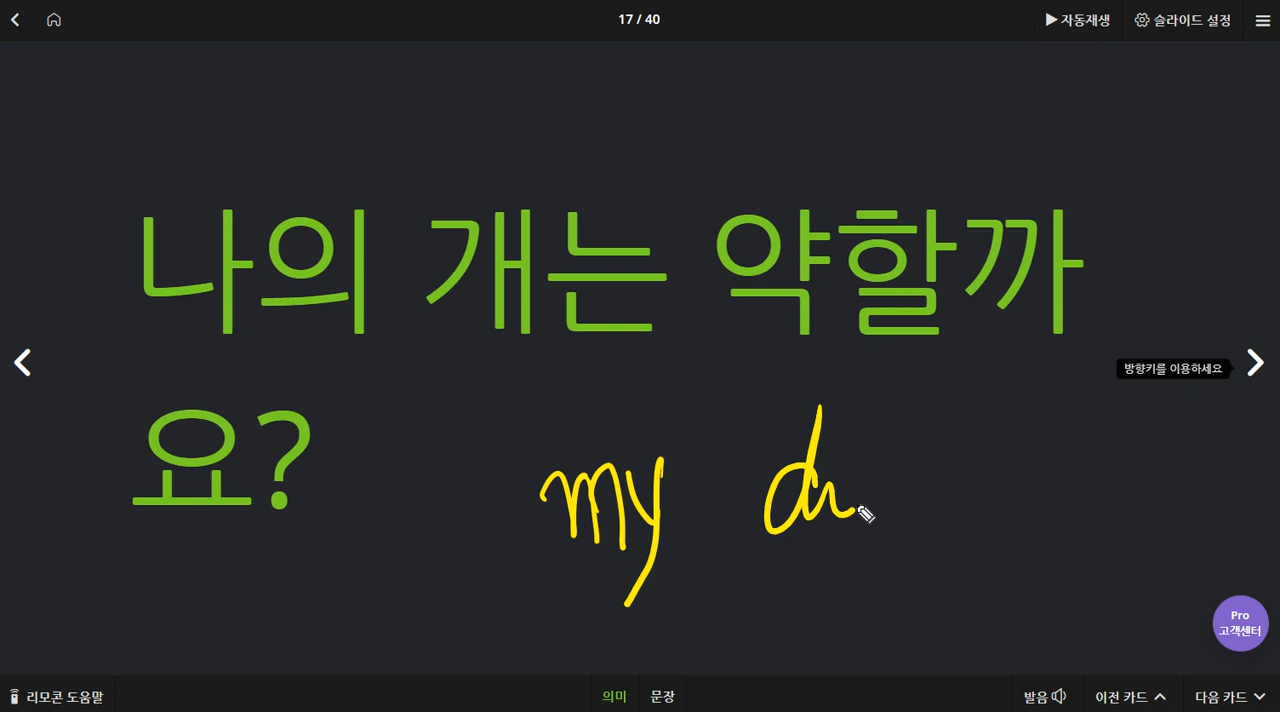 17 / 40
자동재생
슬라이드 설정
나의 개는 약할까
요?
방향키를 이용하세요
my d
Pro
고객센터
리모콘 도움말
의미
문장
발음
이전 카드
다음 카드